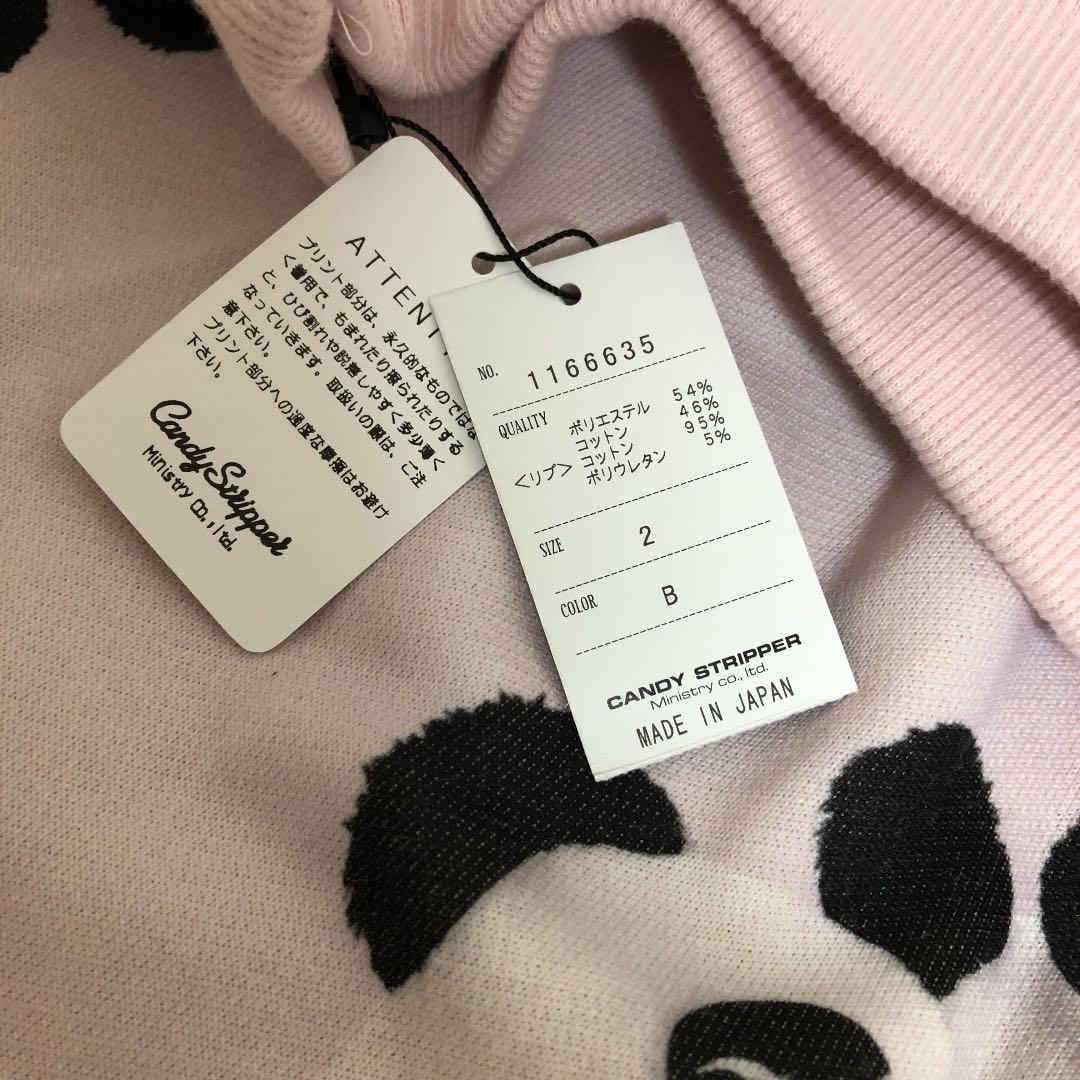 ATTENT
プリント部分は、永久的なものではな
く着用で、もまれたり擦られたりする
と、ひび割れや脱落しやすく多少薄く
なっていきます。取扱いの際は、ご注
意下さい。
プリント部分への過度な摩擦はお避け
下さい。
Candy Stripper
Ministry Co., ltd.
NO. 1166635
QUALITY ポリエステル 54%
コットン 46%
<リブ> コットン 95%
ポリウレタン 5%
SIZE 2
COLOR B
CANDY STRIPPER
Ministry co., ltd.
MADE IN JAPAN